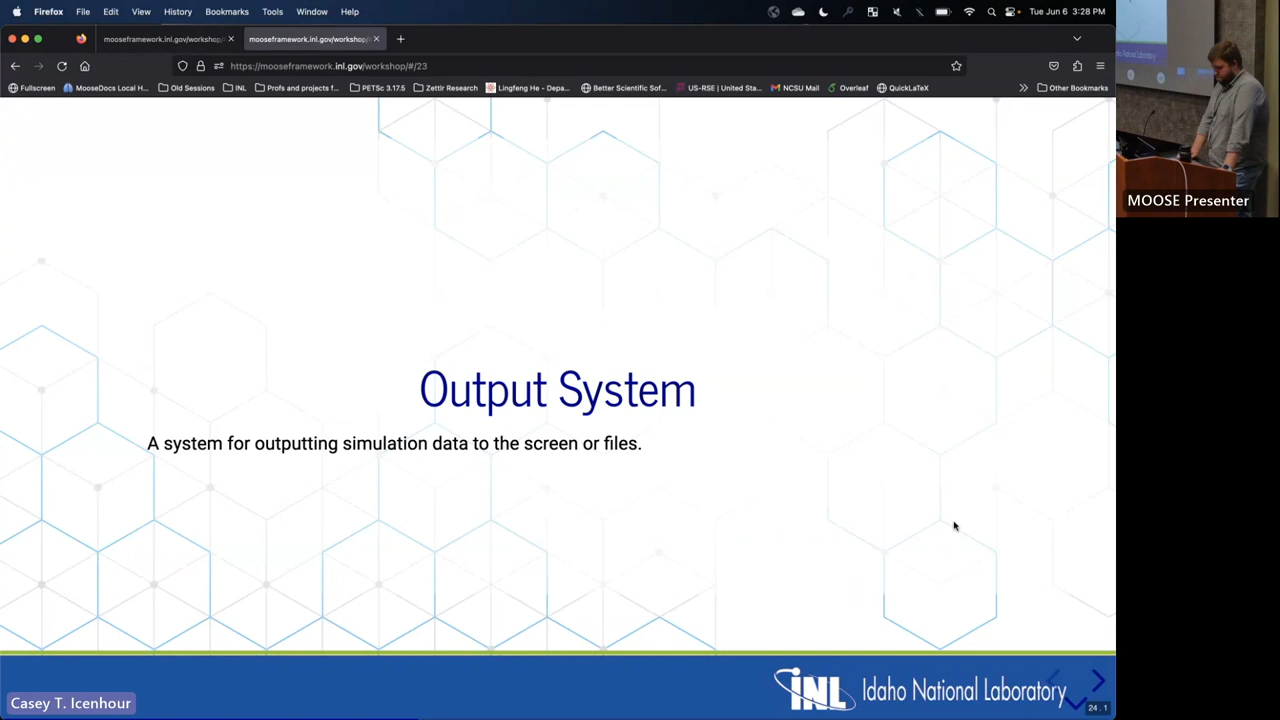 Firefox File Edit View History Bookmarks Tools Window Help Tue Jun 6 3:28 PM
mooseframework.inl.gov/workshop/ mooseframework.inl.gov/workshop/
https://mooseframework.inl.gov/workshop/#/23
Fullscreen MooseDocs Local H... Old Sessions INL Profs and projects f... PETSc 3.17.5 Zettlr Research Lingfeng He - Depa... Better Scientific Sof... US-RSE | United Sta... NCSU Mail Overleaf QuickLaTeX Other Bookmarks
MOOSE Presenter
Output System
A system for outputting simulation data to the screen or files.
INL Idaho National Laboratory
Casey T. Icenhour
24.1